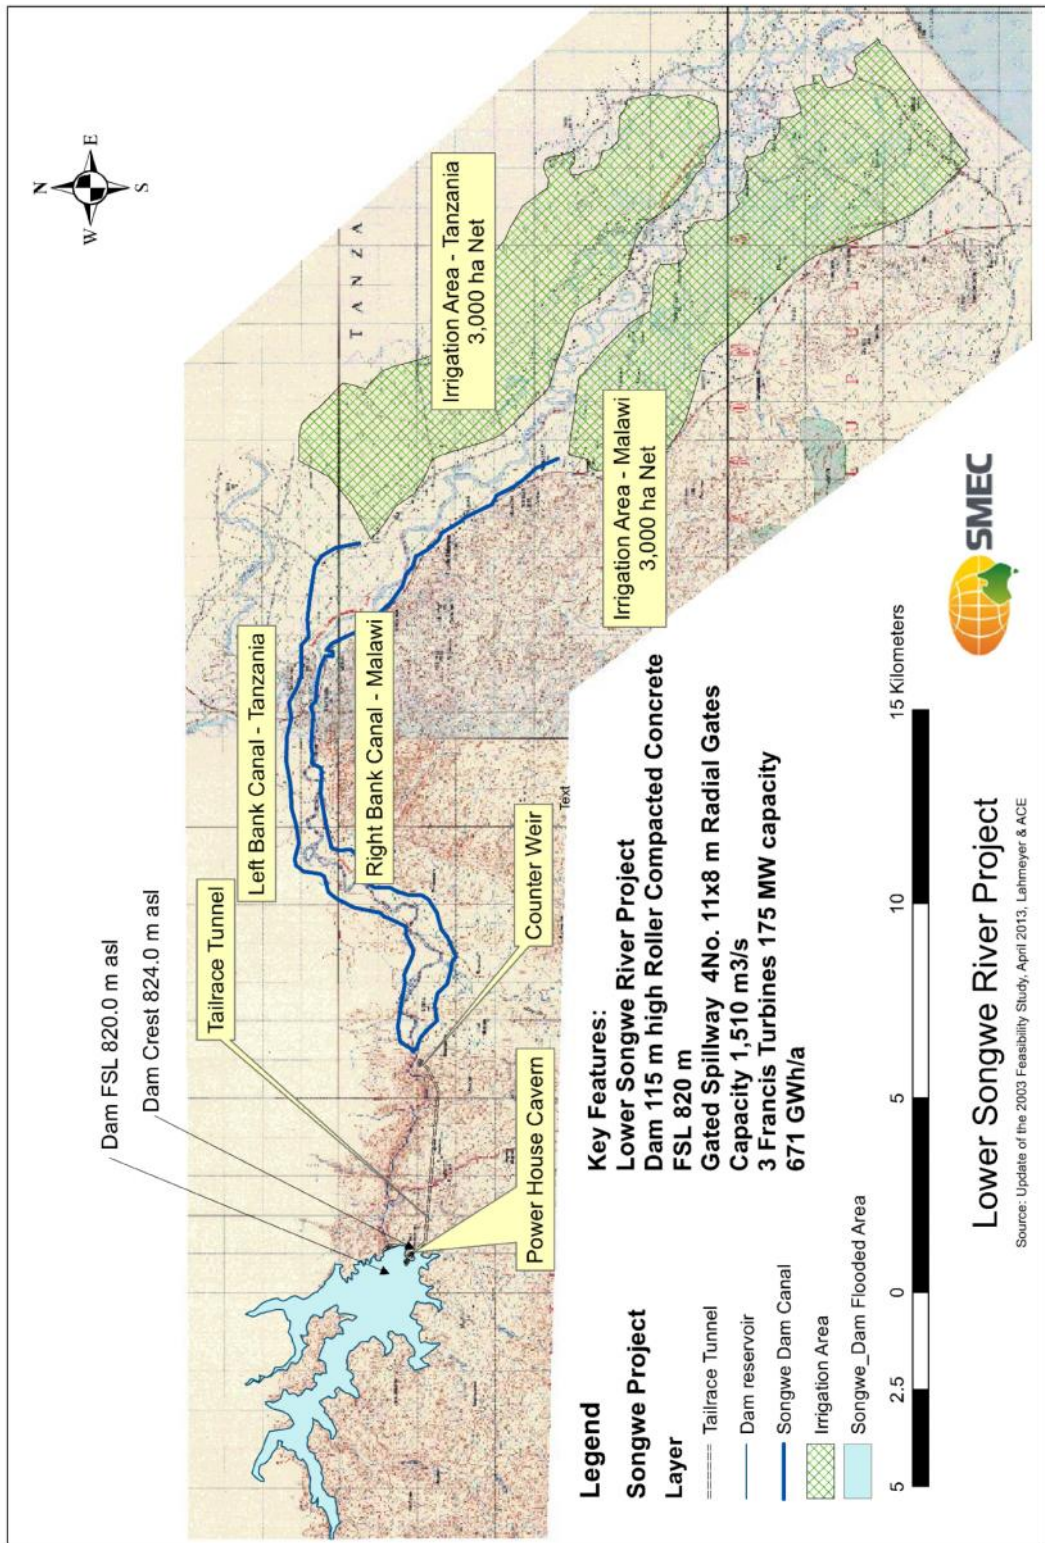 N
W
E
S
Dam FSL 820.0 m asl
Dam Crest 824.0 m asl
Tailrace Tunnel
Left Bank Canal - Tanzania
Right Bank Canal - Malawi
Counter Weir
Power House Cavern
T A N Z A
Irrigation Area - Tanzania
3,000 ha Net
Irrigation Area - Malawi
3,000 ha Net
Text
Key Features:
Lower Songwe River Project
Dam 115 m high Roller Compacted Concrete
FSL 820 m
Gated Spillway 4No. 11x8 m Radial Gates
Capacity 1,510 m3/s
3 Francis Turbines 175 MW capacity
671 GWh/a
Legend
Songwe Project
Layer
Tailrace Tunnel
Dam reservoir
Songwe Dam Canal
Irrigation Area
Songwe_Dam Flooded Area
5 2.5 0 5 10 15 Kilometers
SMEC
Lower Songwe River Project
Source: Update of the 2003 Feasibility Study, April 2013, Lahmeyer & ACE